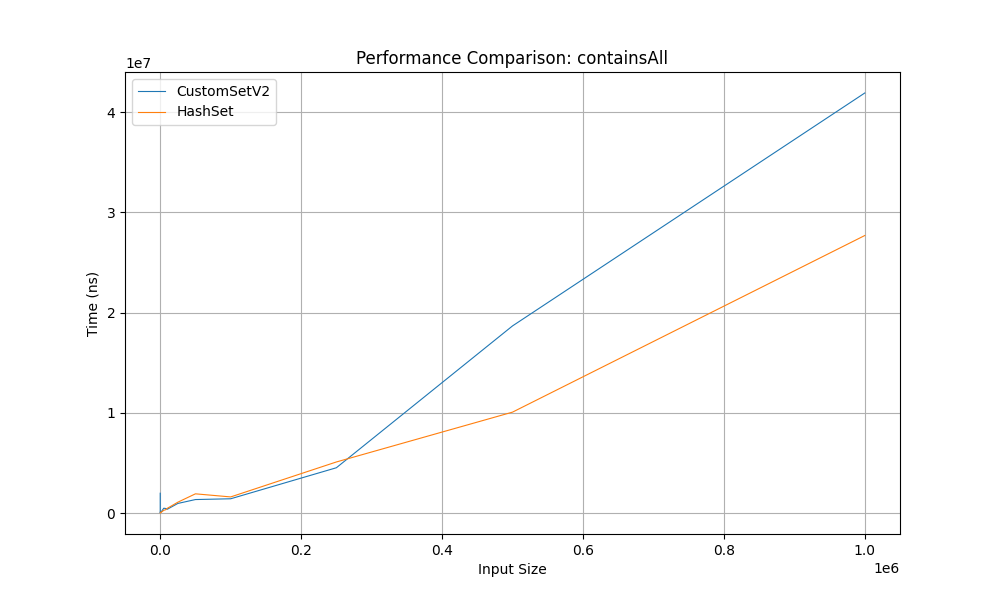 Performance Comparison: containsAll
1e7
CustomSetV2
HashSet
4
3
2
1
0
Time (ns)
0.0 0.2 0.4 0.6 0.8 1.0
Input Size
1e6